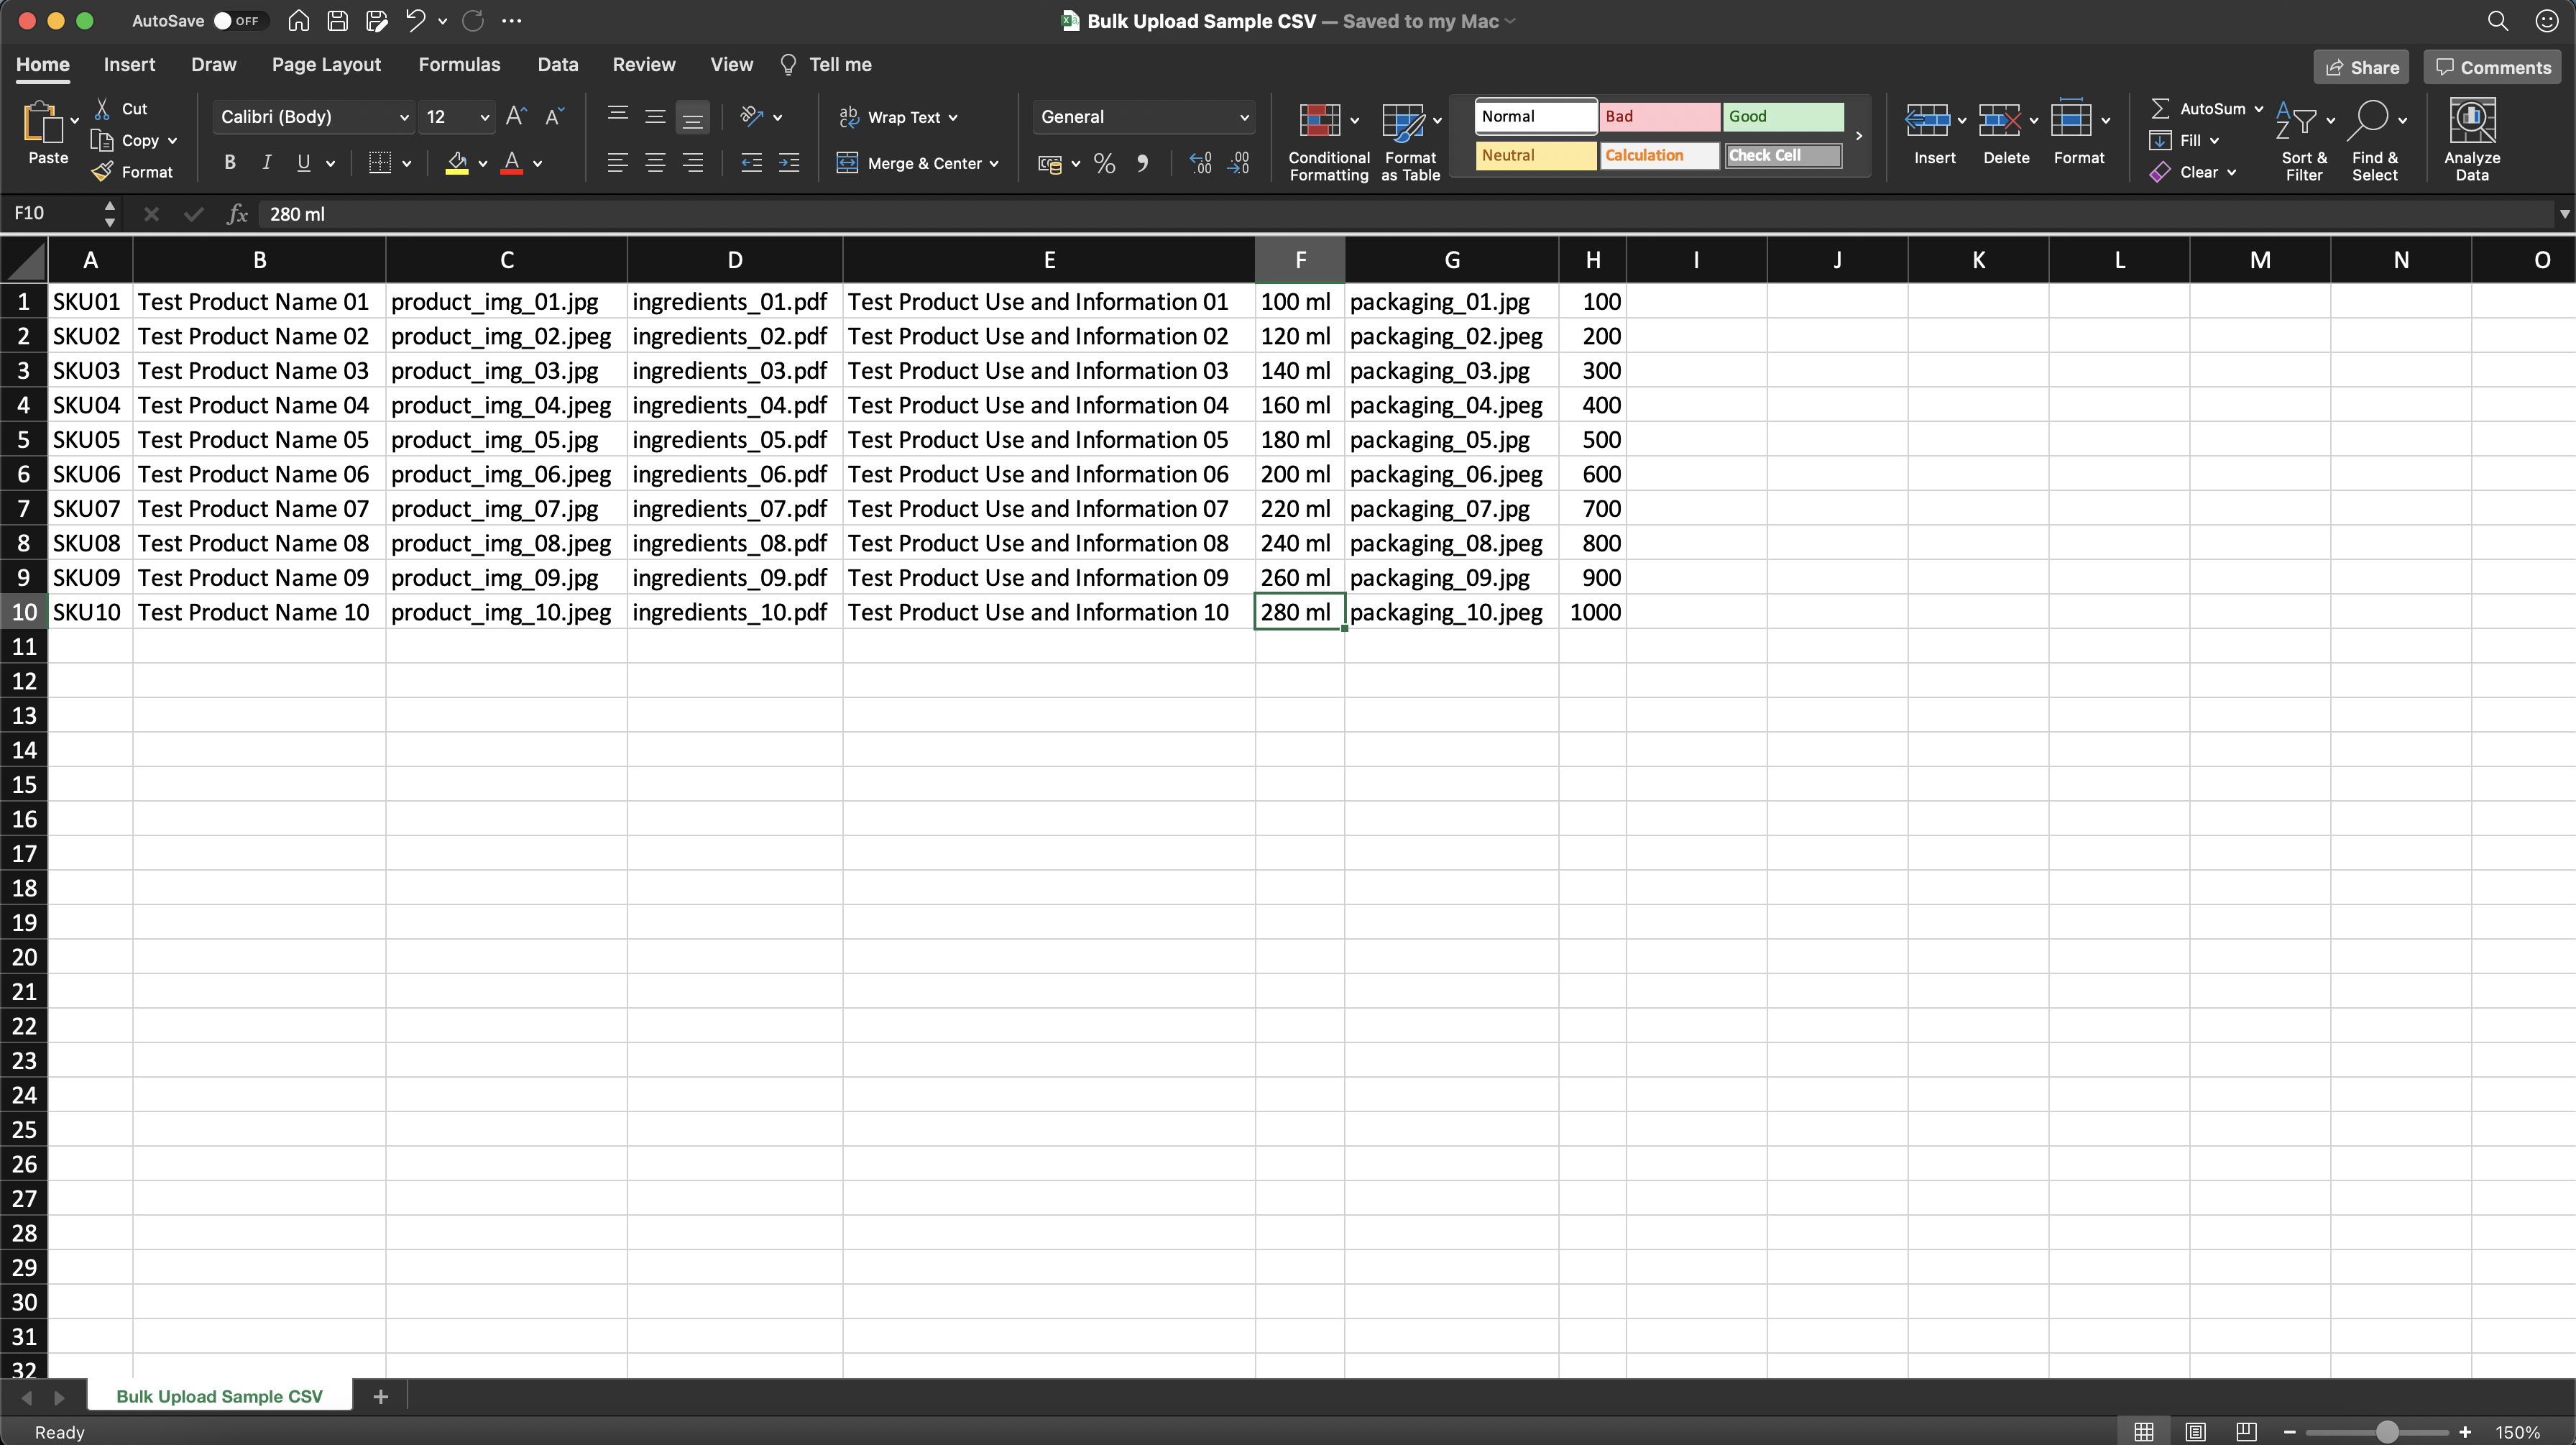 AutoSave OFF Bulk Upload Sample CSV — Saved to my Mac
Home Insert Draw Page Layout Formulas Data Review View Tell me Share Comments
Paste Cut Copy Format
Calibri (Body) 12
B I U A
Wrap Text
Merge & Center
General
Conditional Formatting
Format as Table
Normal Bad Good
Neutral Calculation Check Cell
Insert Delete Format
AutoSum
Fill
Clear
Sort & Filter
Find & Select
Analyze Data
F10 fx 280 ml
A B C D E F G H I J K L M N O
1 SKU01 Test Product Name 01 product_img_01.jpg ingredients_01.pdf Test Product Use and Information 01 100 ml packaging_01.jpg 100
2 SKU02 Test Product Name 02 product_img_02.jpeg ingredients_02.pdf Test Product Use and Information 02 120 ml packaging_02.jpeg 200
3 SKU03 Test Product Name 03 product_img_03.jpg ingredients_03.pdf Test Product Use and Information 03 140 ml packaging_03.jpg 300
4 SKU04 Test Product Name 04 product_img_04.jpeg ingredients_04.pdf Test Product Use and Information 04 160 ml packaging_04.jpeg 400
5 SKU05 Test Product Name 05 product_img_05.jpg ingredients_05.pdf Test Product Use and Information 05 180 ml packaging_05.jpg 500
6 SKU06 Test Product Name 06 product_img_06.jpeg ingredients_06.pdf Test Product Use and Information 06 200 ml packaging_06.jpeg 600
7 SKU07 Test Product Name 07 product_img_07.jpg ingredients_07.pdf Test Product Use and Information 07 220 ml packaging_07.jpg 700
8 SKU08 Test Product Name 08 product_img_08.jpeg ingredients_08.pdf Test Product Use and Information 08 240 ml packaging_08.jpeg 800
9 SKU09 Test Product Name 09 product_img_09.jpg ingredients_09.pdf Test Product Use and Information 09 260 ml packaging_09.jpg 900
10 SKU10 Test Product Name 10 product_img_10.jpeg ingredients_10.pdf Test Product Use and Information 10 280 ml packaging_10.jpeg 1000
11
12
13
14
15
16
17
18
19
20
21
22
23
24
25
26
27
28
29
30
31
32
Bulk Upload Sample CSV +
Ready 150%